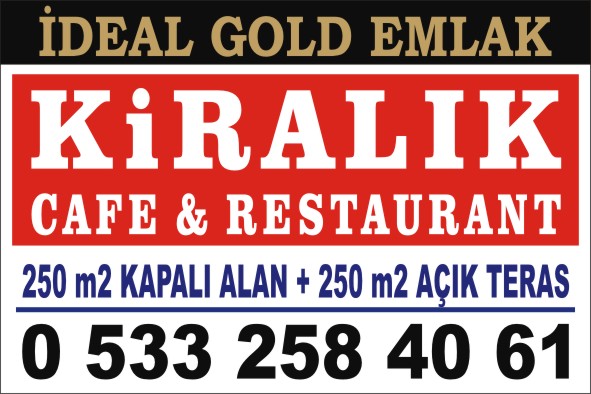 İDEAL GOLD EMLAK
KiRALIK
CAFE & RESTAURANT
250 m2 KAPALI ALAN + 250 m2 AÇIK TERAS
0 533 258 40 61